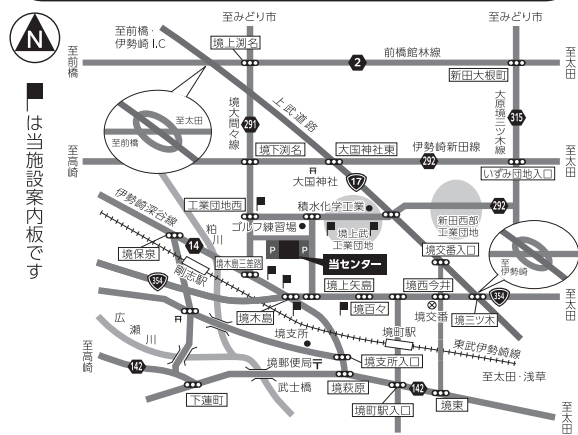 N
は当施設案内板です
至みどり市
至みどり市
至前橋・
伊勢崎I.C
境上渕名
前橋館林線
至前橋
2
新田大根町
至太田
至太田
至前橋
境大間々線
291
上武道路
大原境三ツ木線
315
至高崎
境下渕名
大国神社東
伊勢崎新田線
292
いずみ団地入口
至太田
大国神社
17
伊勢崎深谷線
粕川
工業団地西
積水化学工業
ゴルフ練習場
境上武
工業団地
新田西部
工業団地
292
境保泉
14
境木島三差路
P
P
当センター
境交番入口
至太田
至伊勢崎
354
剛志駅
境上矢島
境西今井
354
至太田
境木島
境百々
境交番
境三ツ木
広瀬川
境支所
境町駅
東武伊勢崎線
至高崎
142
境郵便局〒
境支所入口
至太田・浅草
武士橋
下蓮町
境萩原
142
境町駅入口
境東
至太田